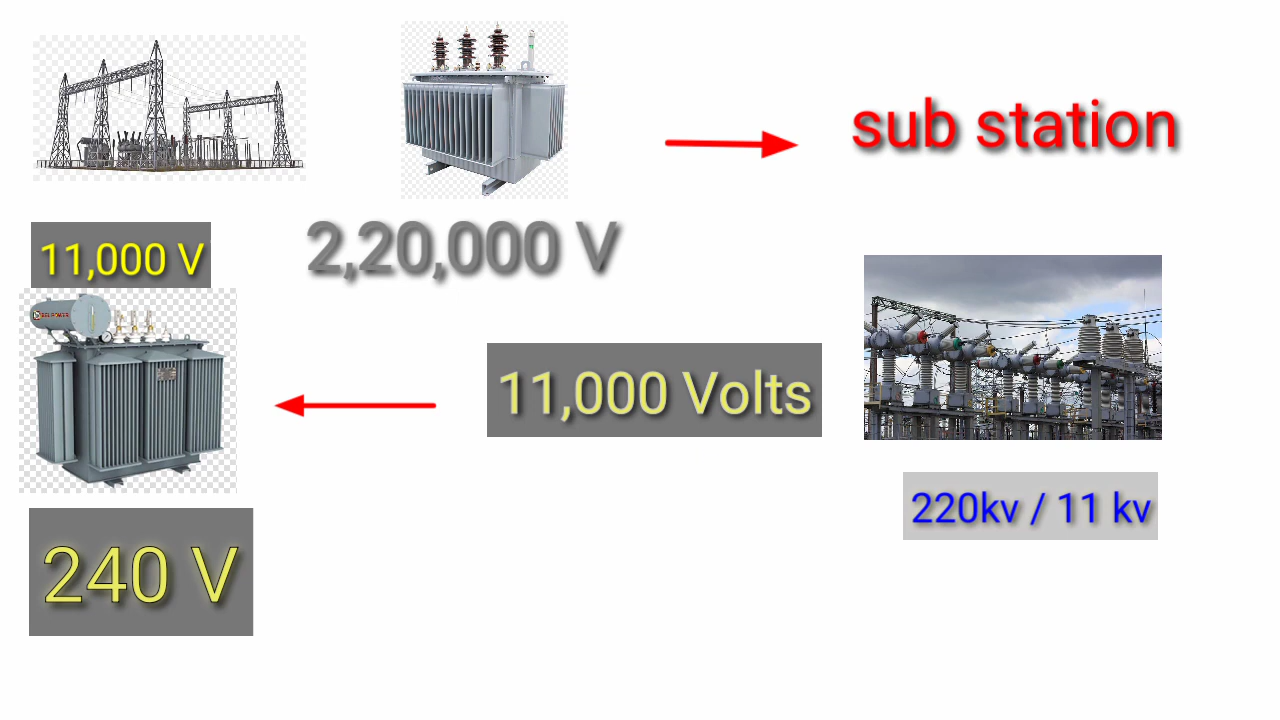 sub station
2,20,000 V
11,000 V
11,000 Volts
220kv / 11 kv
240 V